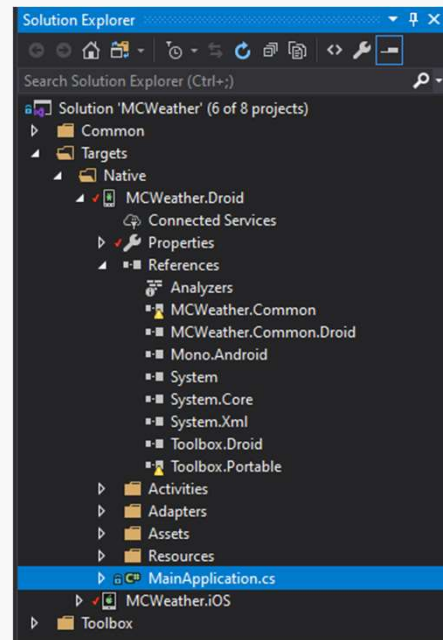 Solution Explorer
Search Solution Explorer (Ctrl+;)
Solution 'MCWeather' (6 of 8 projects)
Common
Targets
Native
MCWeather.Droid
Connected Services
Properties
References
Analyzers
MCWeather.Common
MCWeather.Common.Droid
Mono.Android
System
System.Core
System.Xml
Toolbox.Droid
Toolbox.Portable
Activities
Adapters
Assets
Resources
C# MainApplication.cs
MCWeather.iOS
Toolbox